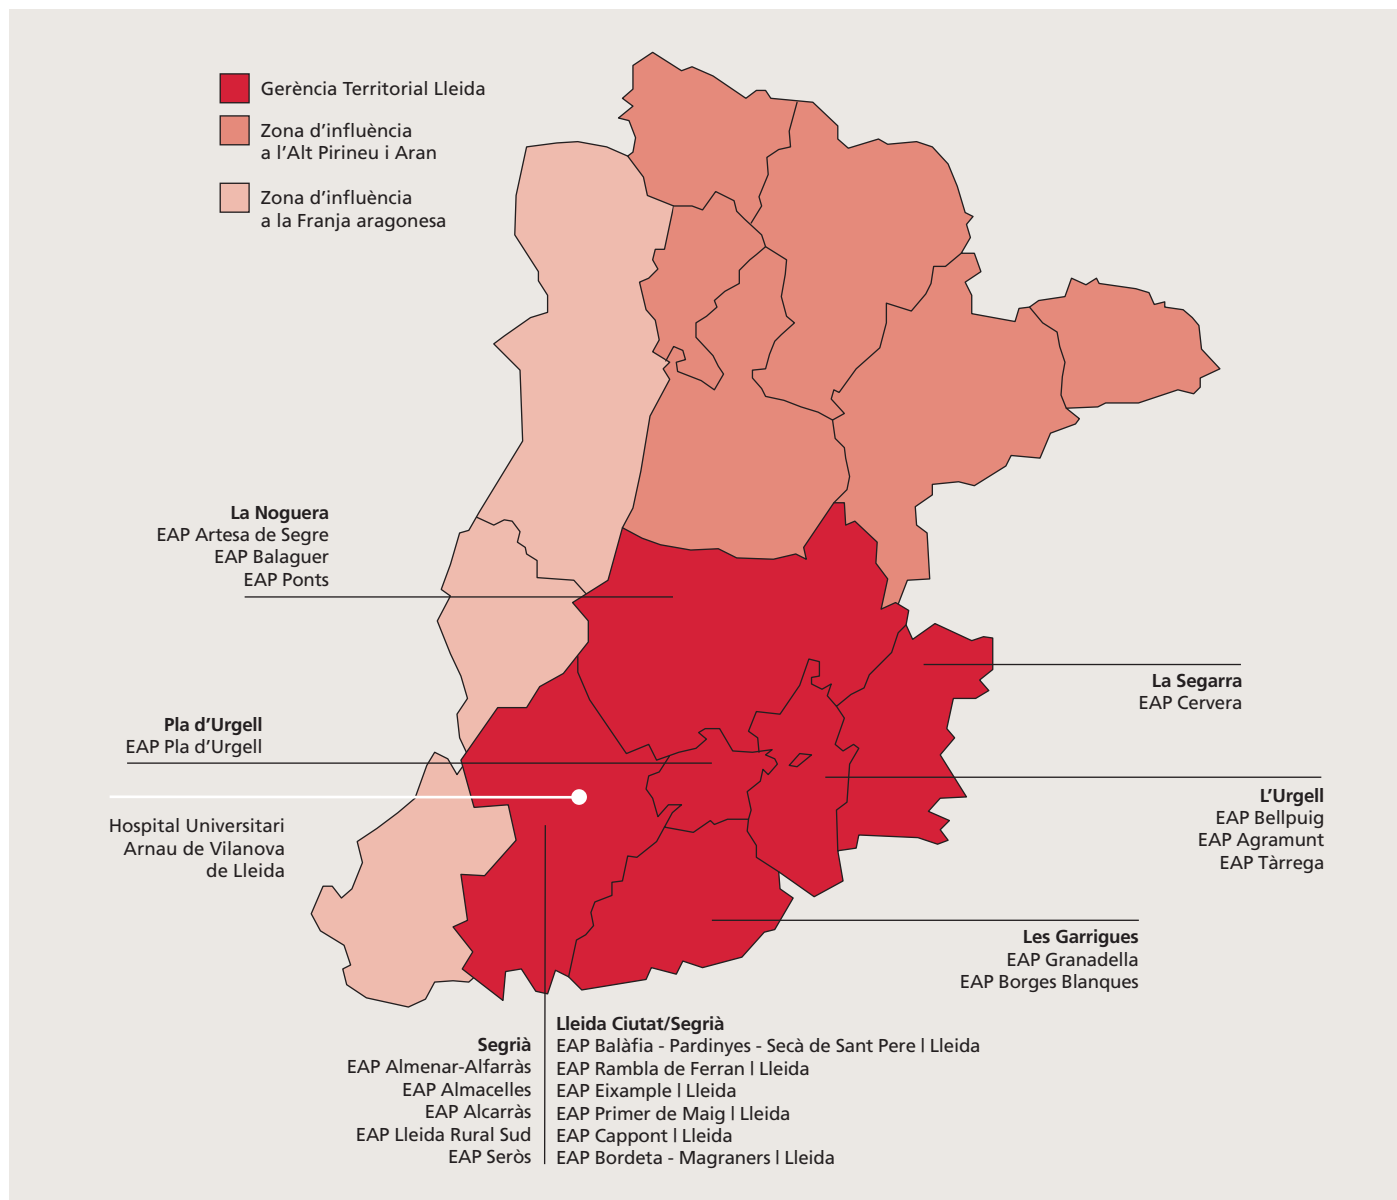 Gerència Territorial Lleida
Zona d'influència
a l'Alt Pirineu i Aran
Zona d'influència
a la Franja aragonesa
La Noguera
EAP Artesa de Segre
EAP Balaguer
EAP Ponts
La Segarra
EAP Cervera
Pla d'Urgell
EAP Pla d'Urgell
Hospital Universitari
Arnau de Vilanova
de Lleida
L'Urgell
EAP Bellpuig
EAP Agramunt
EAP Tàrrega
Les Garrigues
EAP Granadella
EAP Borges Blanques
Segrià
EAP Almenar-Alfarràs
EAP Almacelles
EAP Alcarràs
EAP Lleida Rural Sud
EAP Seròs
Lleida Ciutat/Segrià
EAP Balàfia - Pardinyes - Secà de Sant Pere | Lleida
EAP Rambla de Ferran | Lleida
EAP Eixample | Lleida
EAP Primer de Maig | Lleida
EAP Cappont | Lleida
EAP Bordeta - Magraners | Lleida